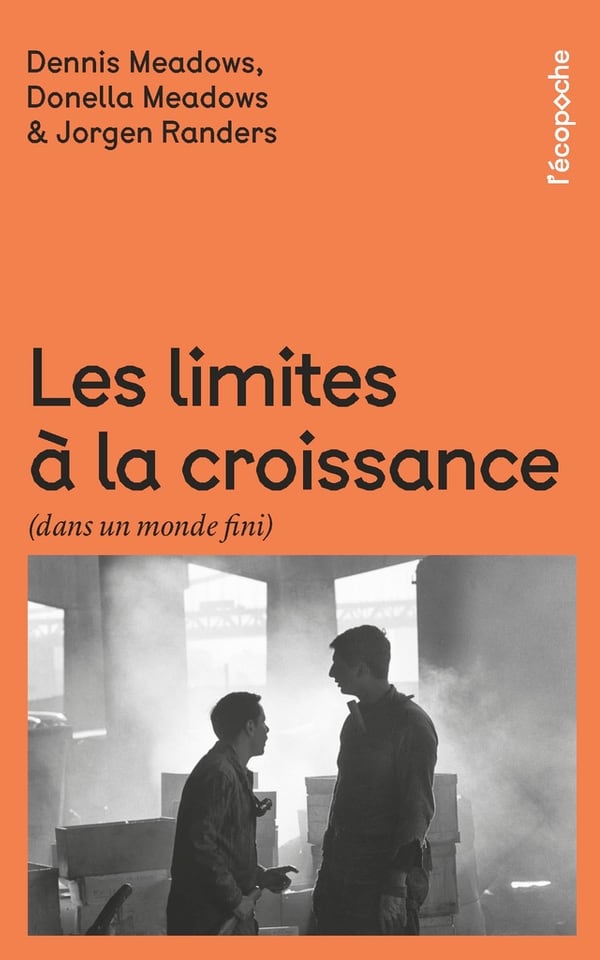 Dennis Meadows,
Donella Meadows
& Jorgen Randers
l'écopoche
Les limites
à la croissance
(dans un monde fini)